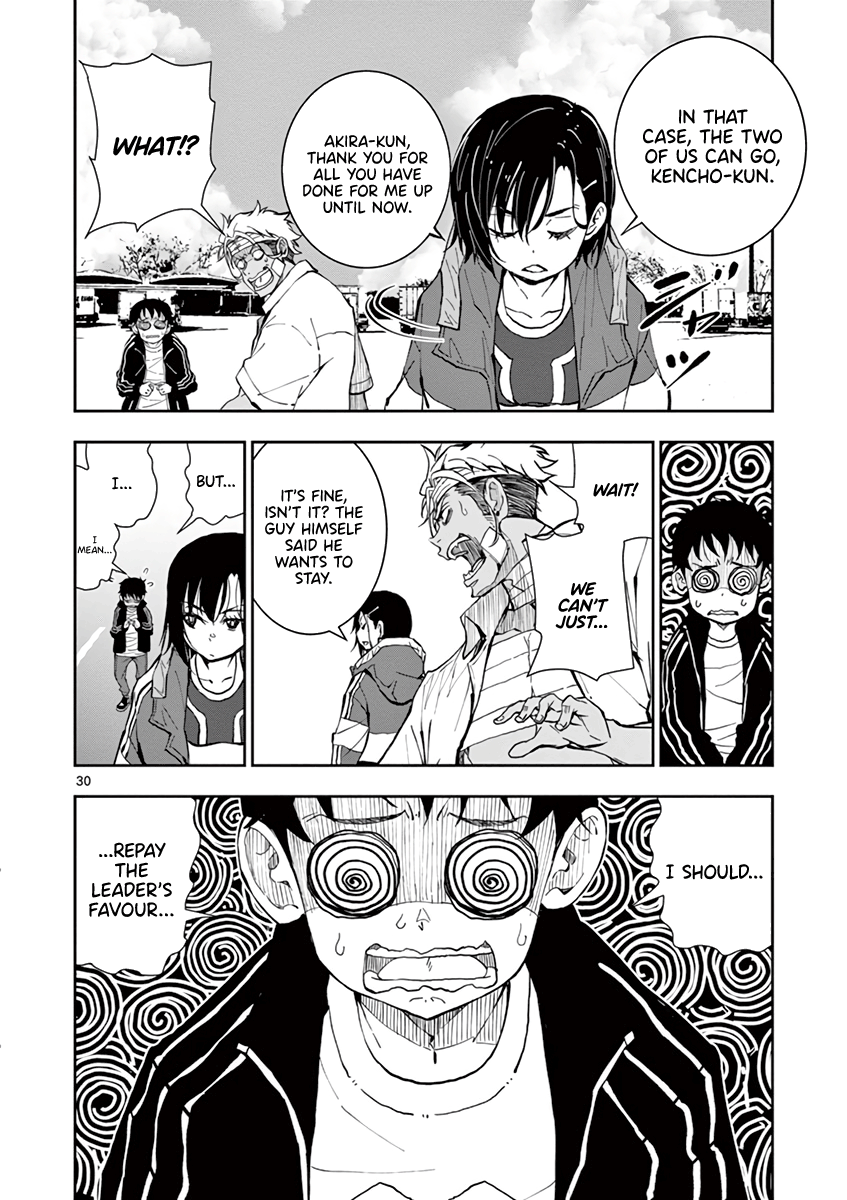 IN THAT
CASE, THE TWO
OF US CAN GO,
KENCHO-KUN.
AKIRA-KUN,
THANK YOU FOR
ALL YOU HAVE
DONE FOR ME UP
UNTIL NOW.
WHAT!?
WAIT!
WE
CAN'T
JUST...
IT'S FINE,
ISN'T IT? THE
GUY HIMSELF
SAID HE
WANTS TO
STAY.
BUT...
I...
I
MEAN...
30
I SHOULD...
...REPAY
THE
LEADER'S
FAVOUR...